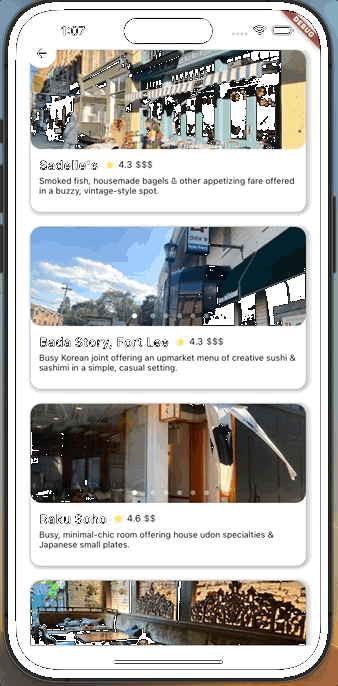 1:07
DEBUG
Sadelle's ⭐ 4.3 $$$
Smoked fish, housemade bagels & other appetizing fare offered
in a buzzy, vintage-style spot.
Bada Story, Fort Lee ⭐ 4.3 $$$
Busy Korean joint offering an upmarket menu of creative sushi &
sashimi in a simple, casual setting.
Raku Soho ⭐ 4.6 $$
Busy, minimal-chic room offering house udon specialties &
Japanese small plates.